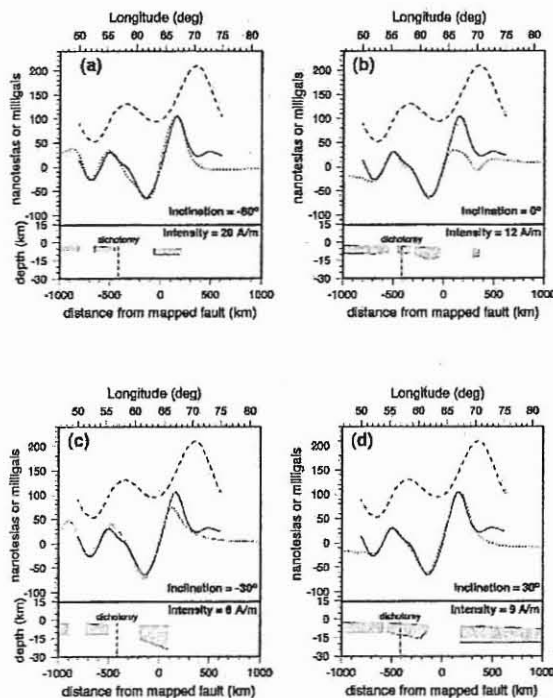 Longitude (deg)
50 55 60 65 70 75 80
(a)
nanoteslas or milligals
200
150
100
50
0
-50
-100
Inclination = -60°
Intensity = 20 A/m
dichotomy
depth (km)
15
0
-15
-30
-1000 -500 0 500 1000
distance from mapped fault (km)
Longitude (deg)
50 55 60 65 70 75 80
(b)
200
150
100
50
0
-50
-100
Inclination = 0°
Intensity = 12 A/m
dichotomy
15
0
-15
-30
-1000 -500 0 500 1000
distance from mapped fault (km)
Longitude (deg)
50 55 60 65 70 75 80
(c)
nanoteslas or milligals
200
150
100
50
0
-50
-100
Inclination = -30°
Intensity = 6 A/m
dichotomy
depth (km)
15
0
-15
-30
-1000 -500 0 500 1000
distance from mapped fault (km)
Longitude (deg)
50 55 60 65 70 75 80
(d)
200
150
100
50
0
-50
-100
Inclination = 30°
Intensity = 9 A/m
dichotomy
15
0
-15
-30
-1000 -500 0 500 1000
distance from mapped fault (km)